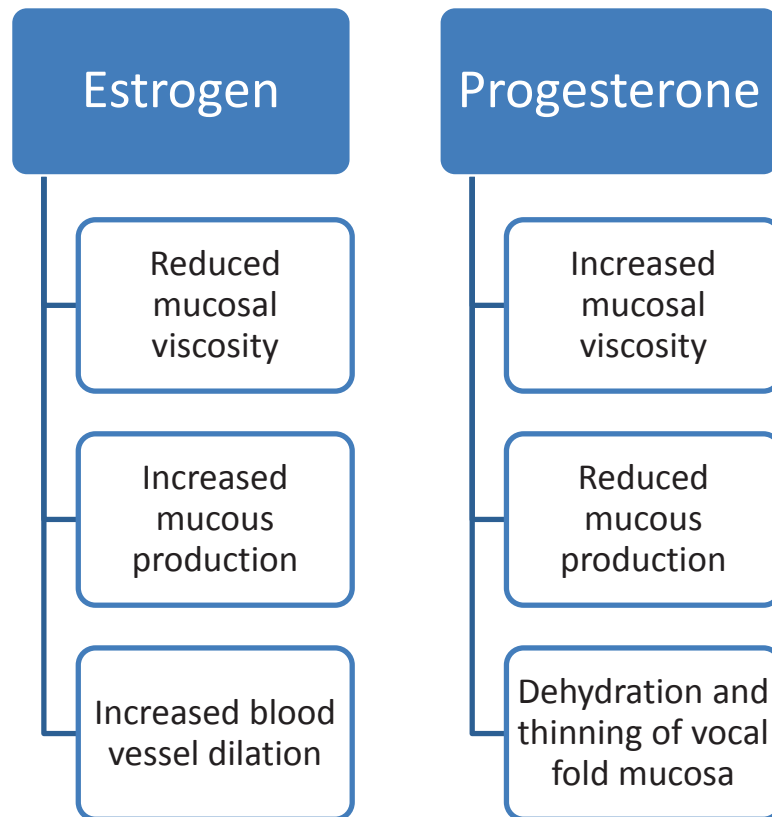 Estrogen
Reduced
mucosal
viscosity
Increased
mucous
production
Increased blood
vessel dilation
Progesterone
Increased
mucosal
viscosity
Reduced
mucous
production
Dehydration and
thinning of vocal
fold mucosa